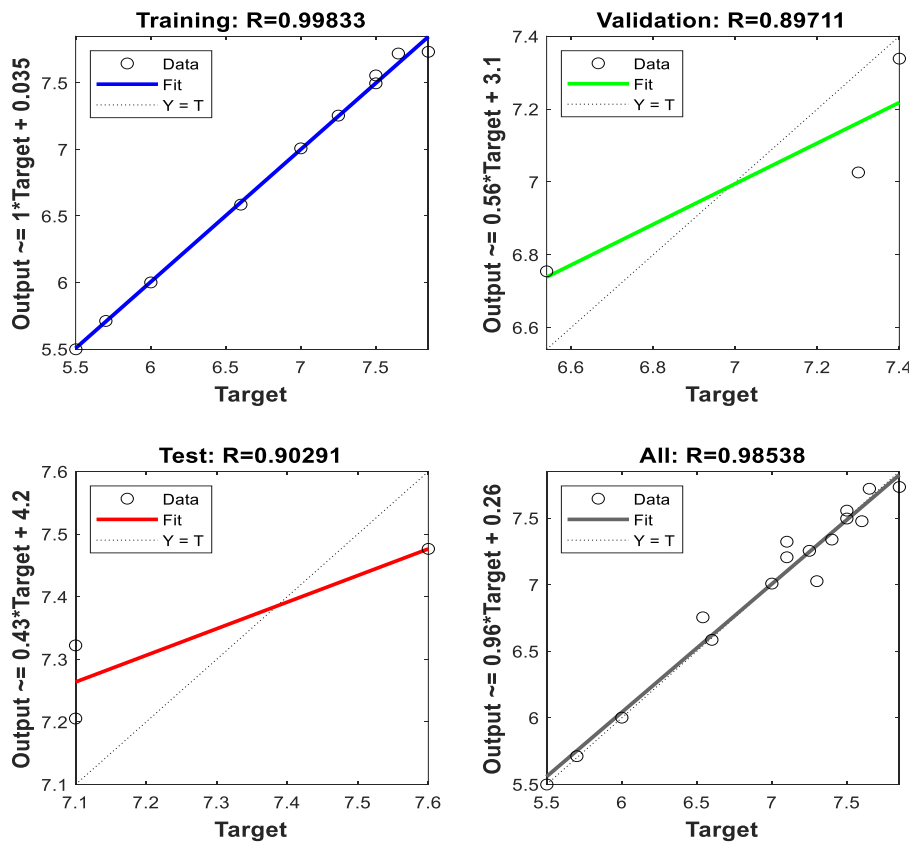 Training: R=0.99833
Output ~= 1*Target + 0.035
Data
Fit
Y = T
7.5
7
6.5
6
5.5
5.5
6
6.5
7
7.5
Target
Validation: R=0.89711
Output ~= 0.56*Target + 3.1
Data
Fit
Y = T
7.4
7.2
7
6.8
6.6
6.6
6.8
7
7.2
7.4
Target
Test: R=0.90291
Output ~= 0.43*Target + 4.2
Data
Fit
Y = T
7.6
7.5
7.4
7.3
7.2
7.1
7.1
7.2
7.3
7.4
7.5
7.6
Target
All: R=0.98538
Output ~= 0.96*Target + 0.26
Data
Fit
Y = T
7.5
7
6.5
6
5.5
5.5
6
6.5
7
7.5
Target